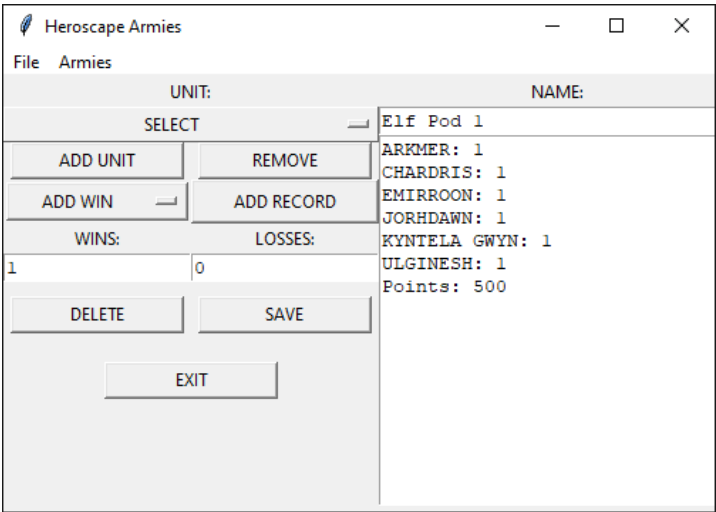 Heroscape Armies
File Armies
UNIT:
NAME:
SELECT
Elf Pod 1
ADD UNIT
REMOVE
ADD WIN
ADD RECORD
WINS:
LOSSES:
1
0
DELETE
SAVE
EXIT
ARKMER: 1
CHARDRIS: 1
EMIRROON: 1
JORHDAWN: 1
KYNTELA GWYN: 1
ULGINESH: 1
Points: 500